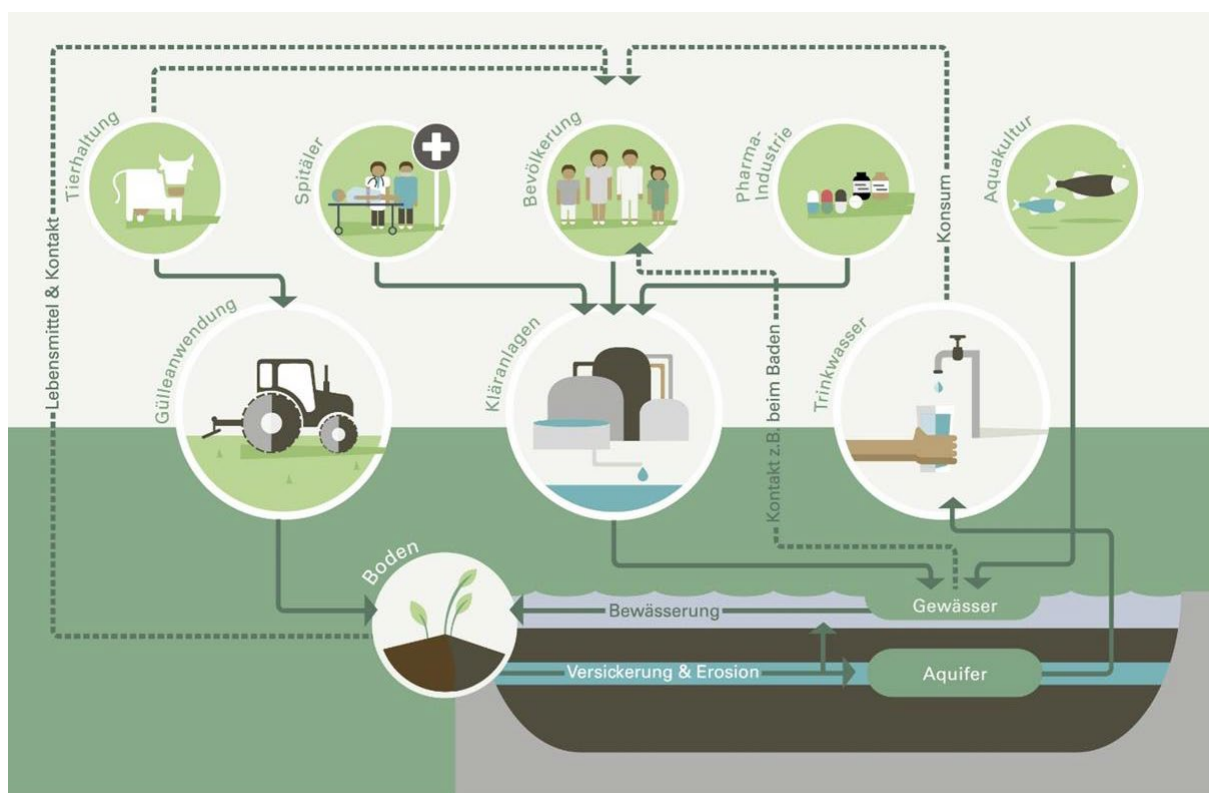 Tierhaltung
Spitäler
Bevölkerung
Pharma-
Industrie
Aquakultur
Lebensmittel & Kontakt
Konsum
Gülleanwendung
Kläranlagen
Kontakt z.B. beim Baden
Trinkwasser
Boden
Bewässerung
Gewässer
Versickerung & Erosion
Aquifer